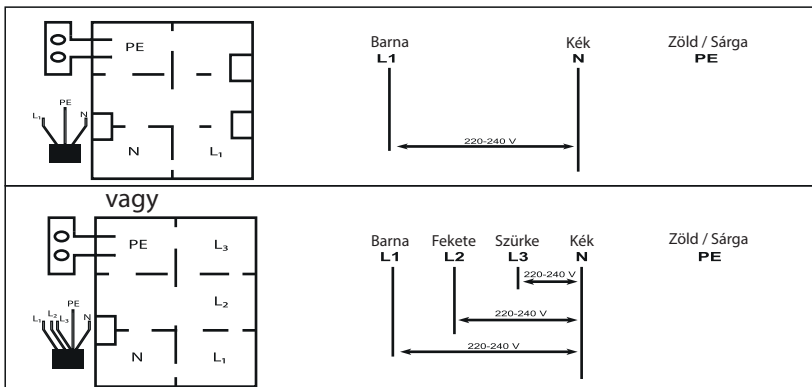 PE
L₁
PE
N
N
L₁
Barna
L1
Kék
N
Zöld / Sárga
PE
220-240 V
vagy
PE
L₃
L₂
N
L₁
L₁
L₂
L₃
PE
N
Barna
L1
Fekete
L2
Szürke
L3
Kék
N
Zöld / Sárga
PE
220-240 V
220-240 V
220-240 V